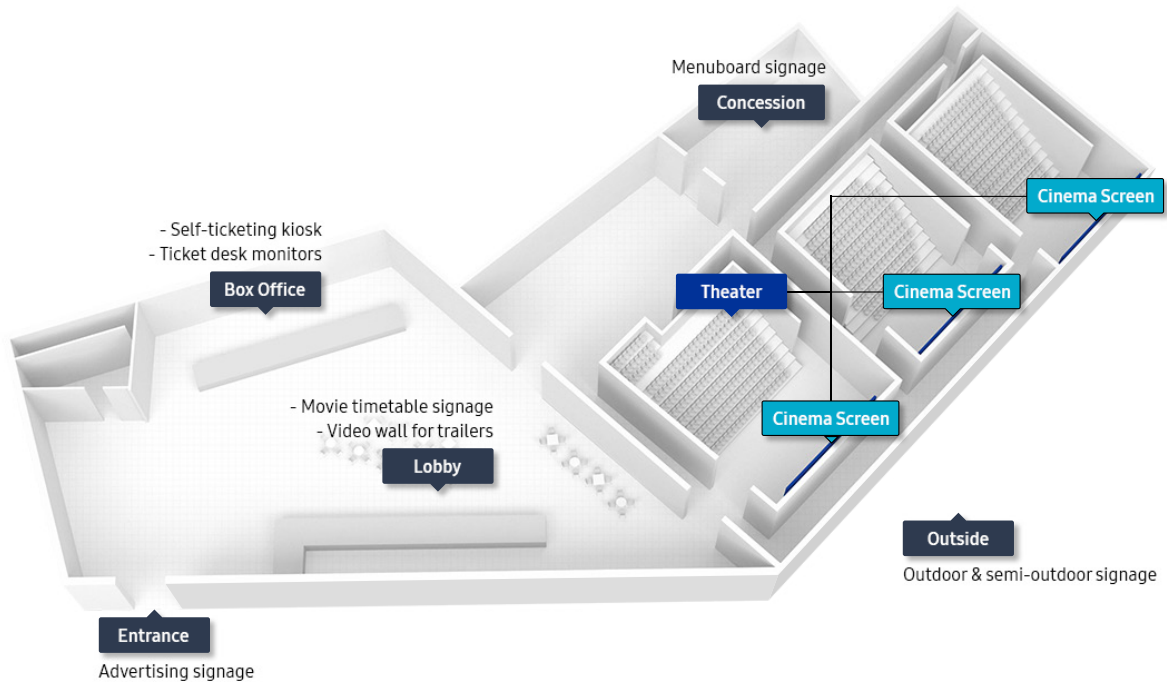 Menuboard signage
Concession
Cinema Screen
- Self-ticketing kiosk
- Ticket desk monitors
Box Office
Theater
Cinema Screen
- Movie timetable signage
- Video wall for trailers
Lobby
Cinema Screen
Outside
Outdoor & semi-outdoor signage
Entrance
Advertising signage